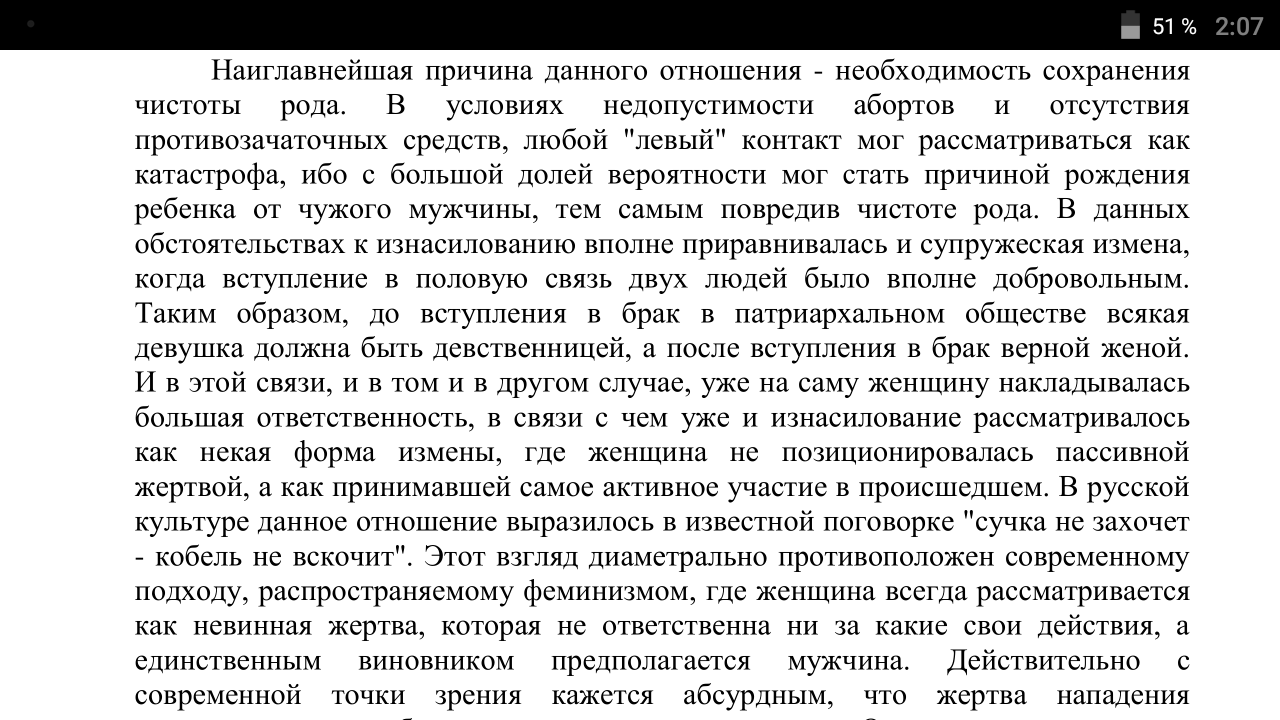 51 % 2:07
Наиглавнейшая причина данного отношения - необходимость сохранения
чистоты рода. В условиях недопустимости абортов и отсутствия
противозачаточных средств, любой "левый" контакт мог рассматриваться как
катастрофа, ибо с большой долей вероятности мог стать причиной рождения
ребенка от чужого мужчины, тем самым повредив чистоте рода. В данных
обстоятельствах к изнасилованию вполне приравнивалась и супружеская измена,
когда вступление в половую связь двух людей было вполне добровольным.
Таким образом, до вступления в брак в патриархальном обществе всякая
девушка должна быть девственницей, а после вступления в брак верной женой.
И в этой связи, и в том и в другом случае, уже на саму женщину накладывалась
большая ответственность, в связи с чем уже и изнасилование рассматривалось
как некая форма измены, где женщина не позиционировалась пассивной
жертвой, а как принимавшей самое активное участие в происшедшем. В русской
культуре данное отношение выразилось в известной поговорке "сучка не захочет
- кобель не вскочит". Этот взгляд диаметрально противоположен современному
подходу, распространяемому феминизмом, где женщина всегда рассматривается
как невинная жертва, которая не ответственна ни за какие свои действия, а
единственным виновником предполагается мужчина. Действительно с
современной точки зрения кажется абсурдным, что жертва нападения